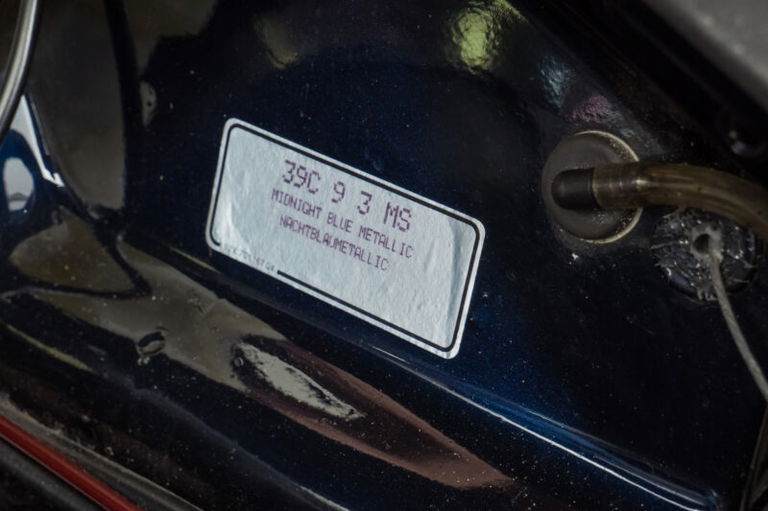 39C 9 3 MS
MIDNIGHT BLUE METALLIC
NACHTBLAUMETALLIC